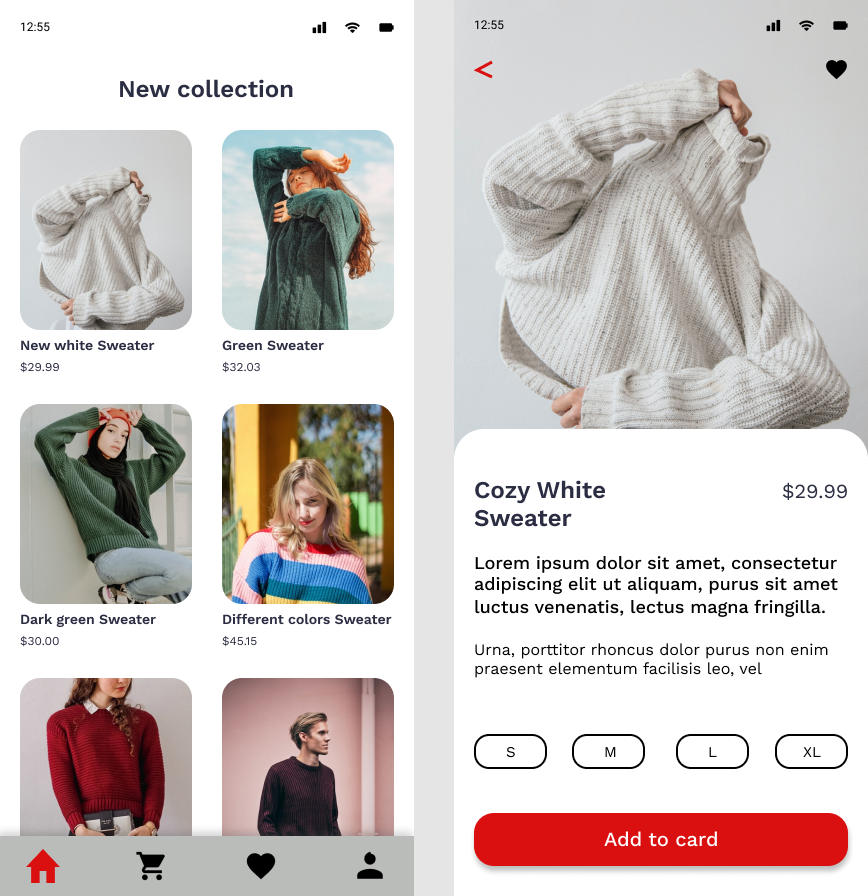 12:55
New collection
New white Sweater
$29.99
Green Sweater
$32.03
Dark green Sweater
$30.00
Different colors Sweater
$45.15
12:55
<
Cozy White
Sweater
$29.99
Lorem ipsum dolor sit amet, consectetur
adipiscing elit ut aliquam, purus sit amet
luctus venenatis, lectus magna fringilla.
Urna, porttitor rhoncus dolor purus non enim
praesent elementum facilisis leo, vel
S
M
L
XL
Add to card